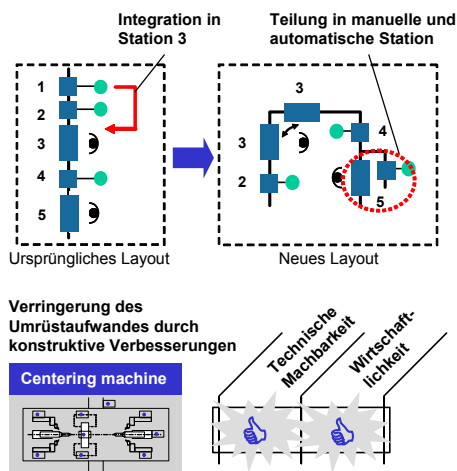 Integration in
Station 3
Teilung in manuelle und
automatische Station
1
2
3
4
5
3
3
4
2
5
Ursprüngliches Layout
Neues Layout
Verringerung des
Umrüstaufwandes durch
konstruktive Verbesserungen
Centering machine
Technische
Machbarkeit
Wirtschaft-
lichkeit